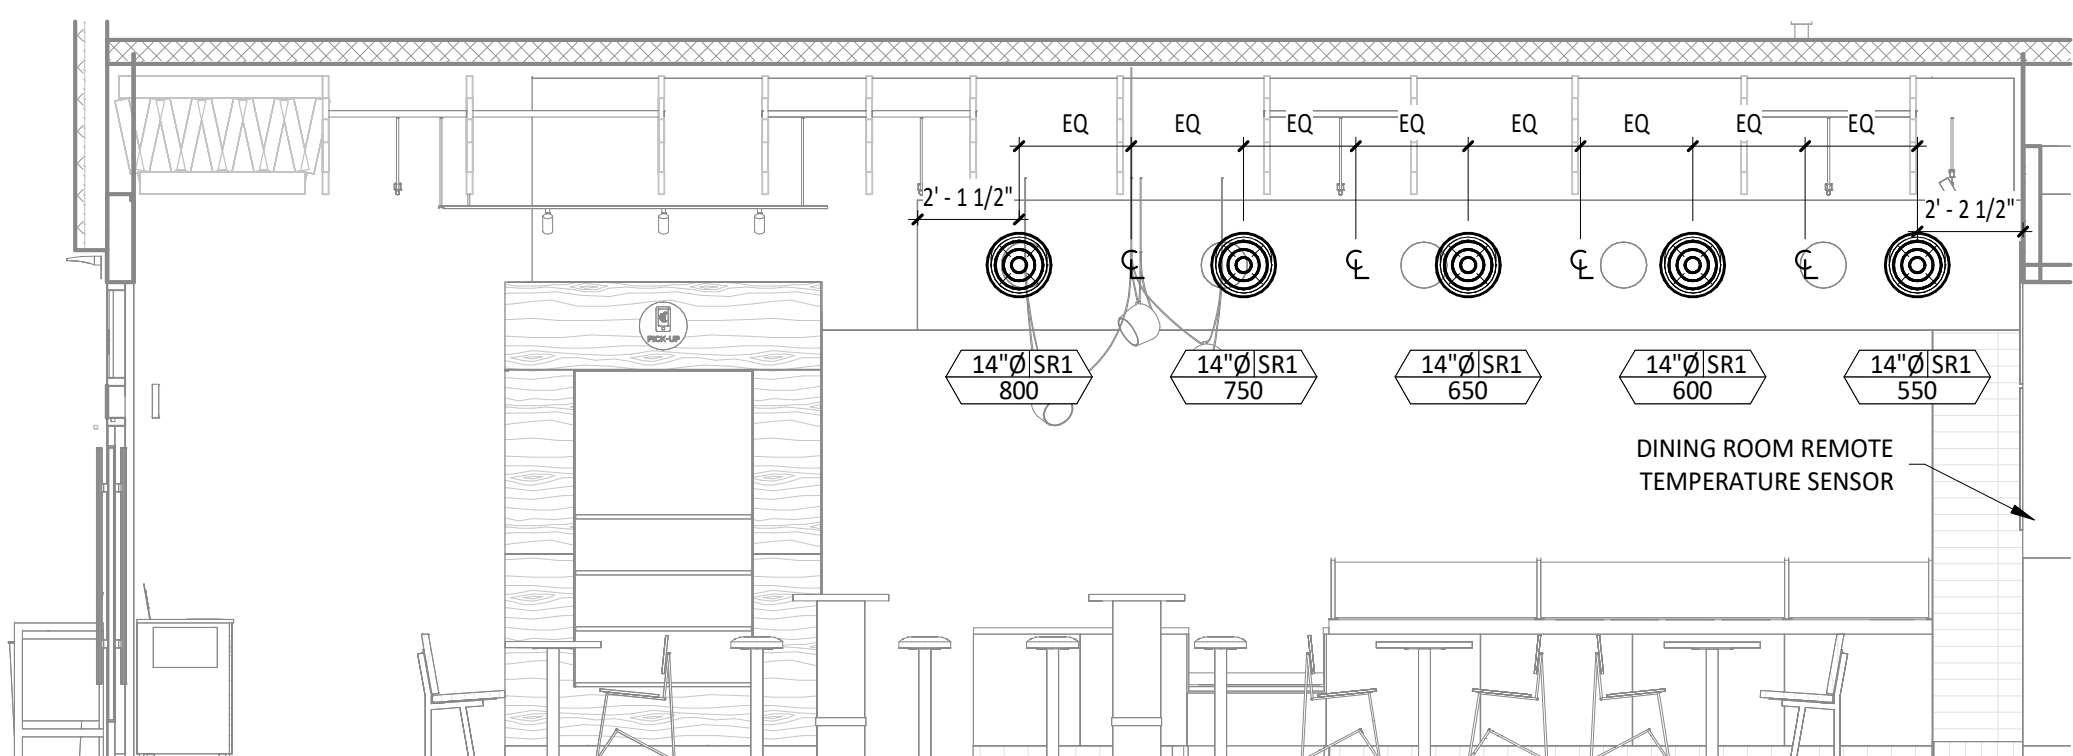 EQ EQ EQ EQ EQ EQ EQ EQ
2' - 1 1/2"
2' - 2 1/2"
℄ ℄ ℄ ℄
PICK-UP
14"Ø SR1
800
14"Ø SR1
750
14"Ø SR1
650
14"Ø SR1
600
14"Ø SR1
550
DINING ROOM REMOTE
TEMPERATURE SENSOR